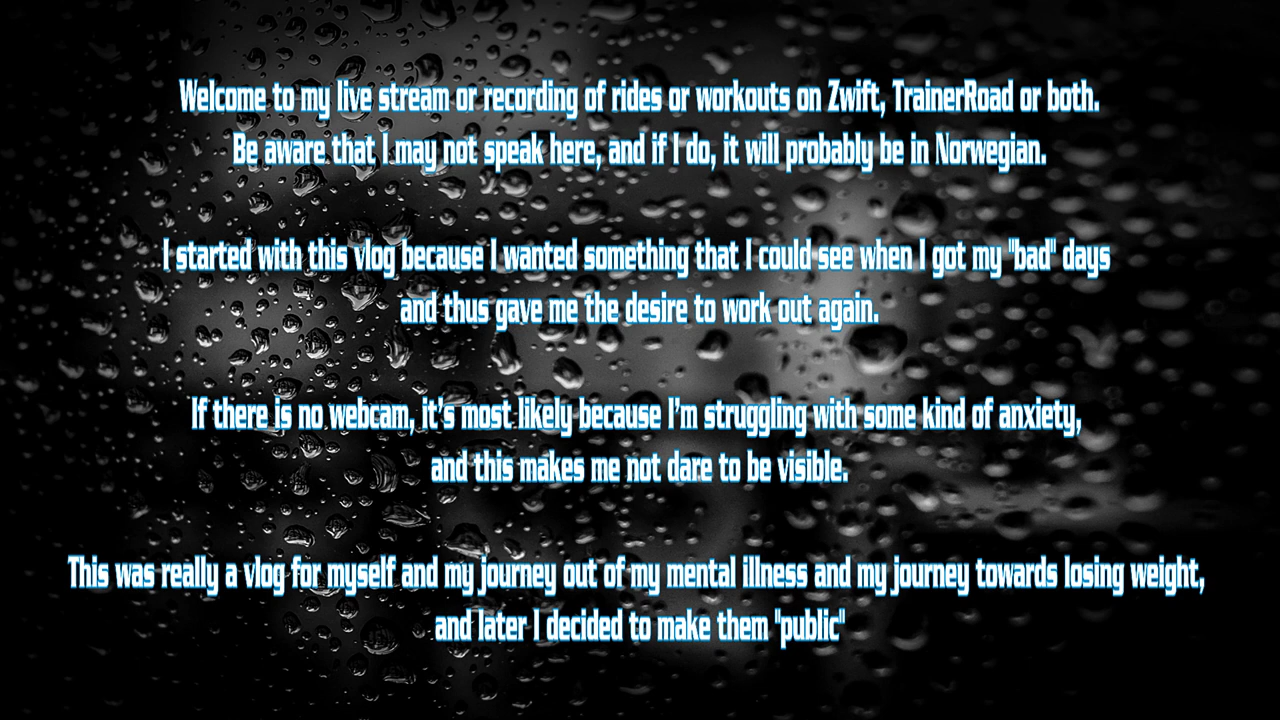 Welcome to my live stream or recording of rides or workouts on Zwift, TrainerRoad or both.
Be aware that I may not speak here, and if I do, it will probably be in Norwegian.
I started with this vlog because I wanted something that I could see when I got my "bad" days
and thus gave me the desire to work out again.
If there is no webcam, it's most likely because I'm struggling with some kind of anxiety,
and this makes me not dare to be visible.
This was really a vlog for myself and my journey out of my mental illness and my journey towards losing weight,
and later I decided to make them "public"